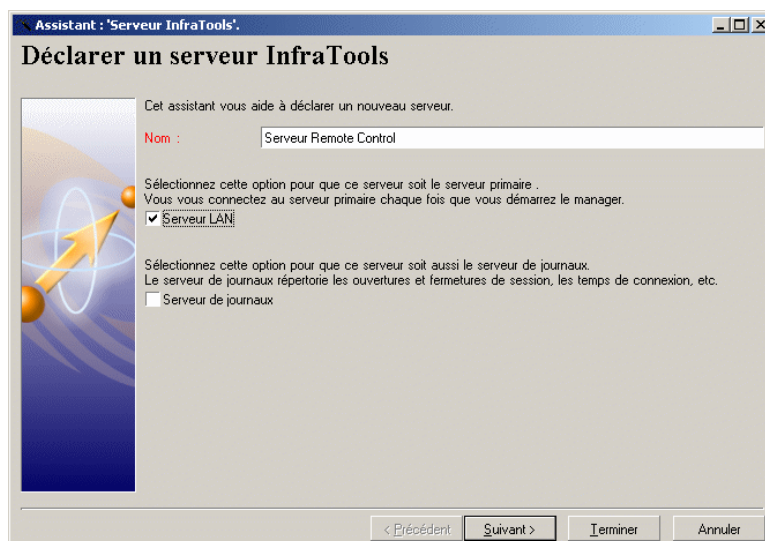 Assistant : 'Serveur InfraTools'.
Déclarer un serveur InfraTools
Cet assistant vous aide à déclarer un nouveau serveur.
Nom : Serveur Remote Control
Sélectionnez cette option pour que ce serveur soit le serveur primaire .
Vous vous connectez au serveur primaire chaque fois que vous démarrez le manager.
Serveur LAN
Sélectionnez cette option pour que ce serveur soit aussi le serveur de journaux.
Le serveur de journaux répertorie les ouvertures et fermetures de session, les temps de connexion, etc.
Serveur de journaux
< Précédent Suivant > Terminer Annuler